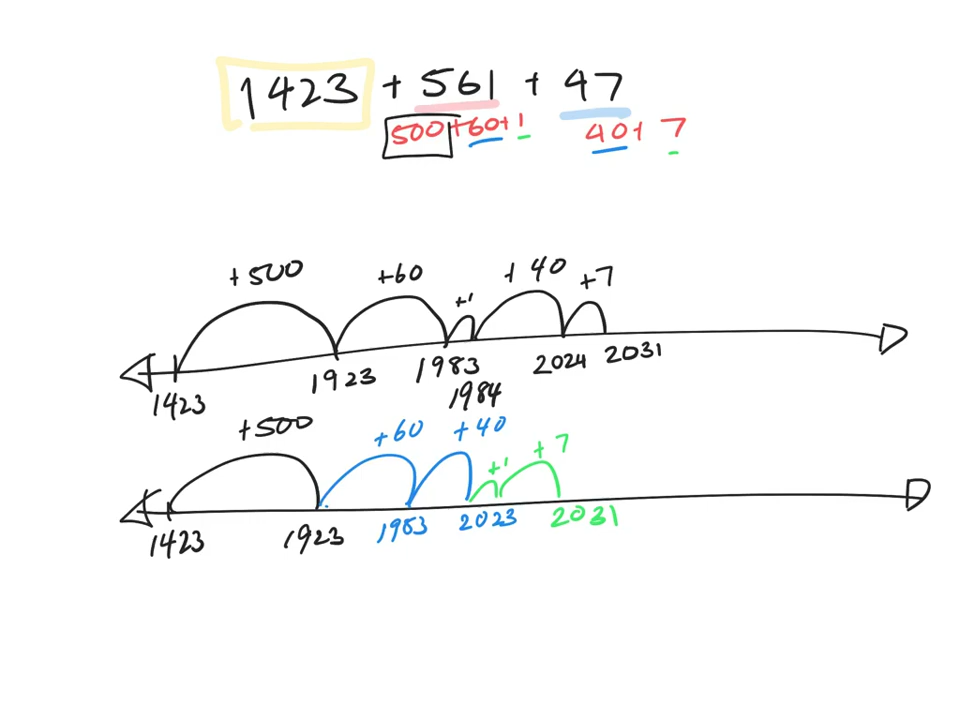 1423 + 561 + 47
500+60+1 40+ 7
+500 +60 +1 +40 +7
1423 1923 1983 1984 2024 2031
+500 +60 +40 +1 +7
1423 1923 1983 2023 2031